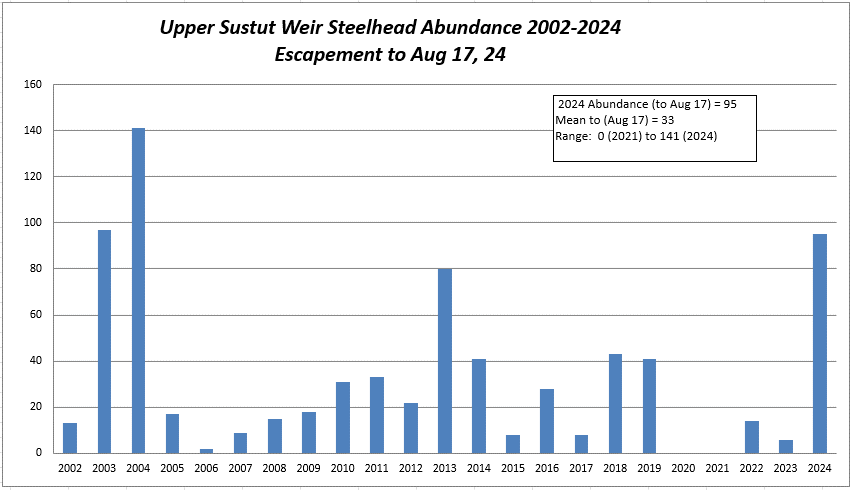 Upper Sustut Weir Steelhead Abundance 2002-2024
Escapement to Aug 17, 24
2024 Abundance (to Aug 17) = 95
Mean to (Aug 17) = 33
Range:  0 (2021) to 141 (2024)
160
140
120
100
80
60
40
20
0
2002 2003 2004 2005 2006 2007 2008 2009 2010 2011 2012 2013 2014 2015 2016 2017 2018 2019 2020 2021 2022 2023 2024